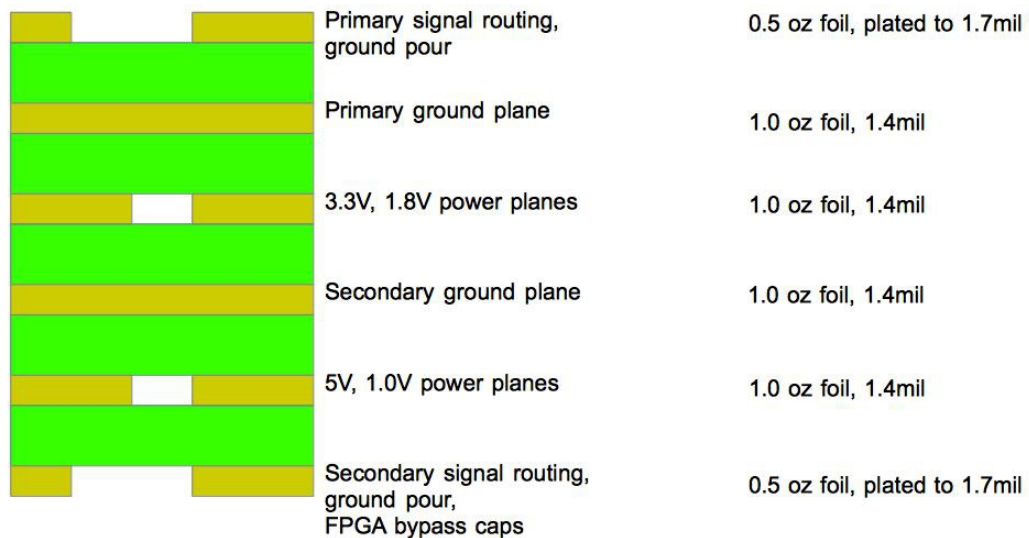 Primary signal routing,
ground pour
0.5 oz foil, plated to 1.7mil
Primary ground plane
1.0 oz foil, 1.4mil
3.3V, 1.8V power planes
1.0 oz foil, 1.4mil
Secondary ground plane
1.0 oz foil, 1.4mil
5V, 1.0V power planes
1.0 oz foil, 1.4mil
Secondary signal routing,
ground pour,
FPGA bypass caps
0.5 oz foil, plated to 1.7mil